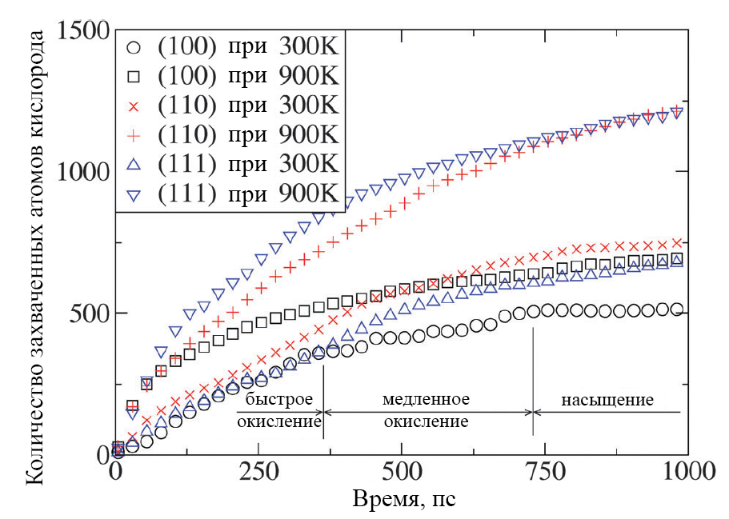 Количество захваченных атомов кислорода
1500
1000
500
0
(100) при 300K
(100) при 900K
(110) при 300K
(110) при 900K
(111) при 300K
(111) при 900K
быстрое
окисление
медленное
окисление
насыщение
0
250
500
750
1000
Время, пс